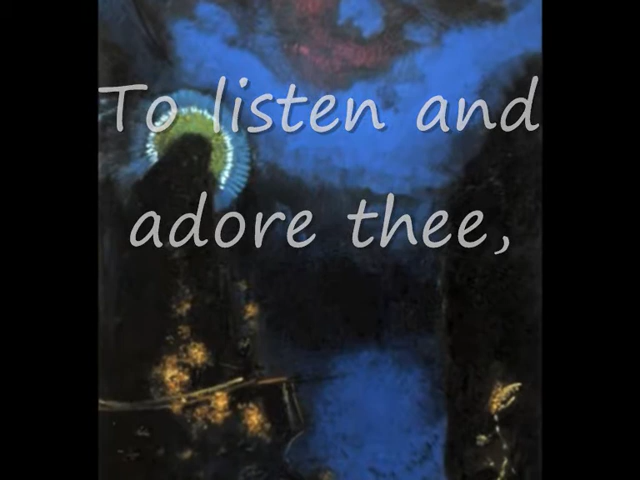 To listen and
adore thee,